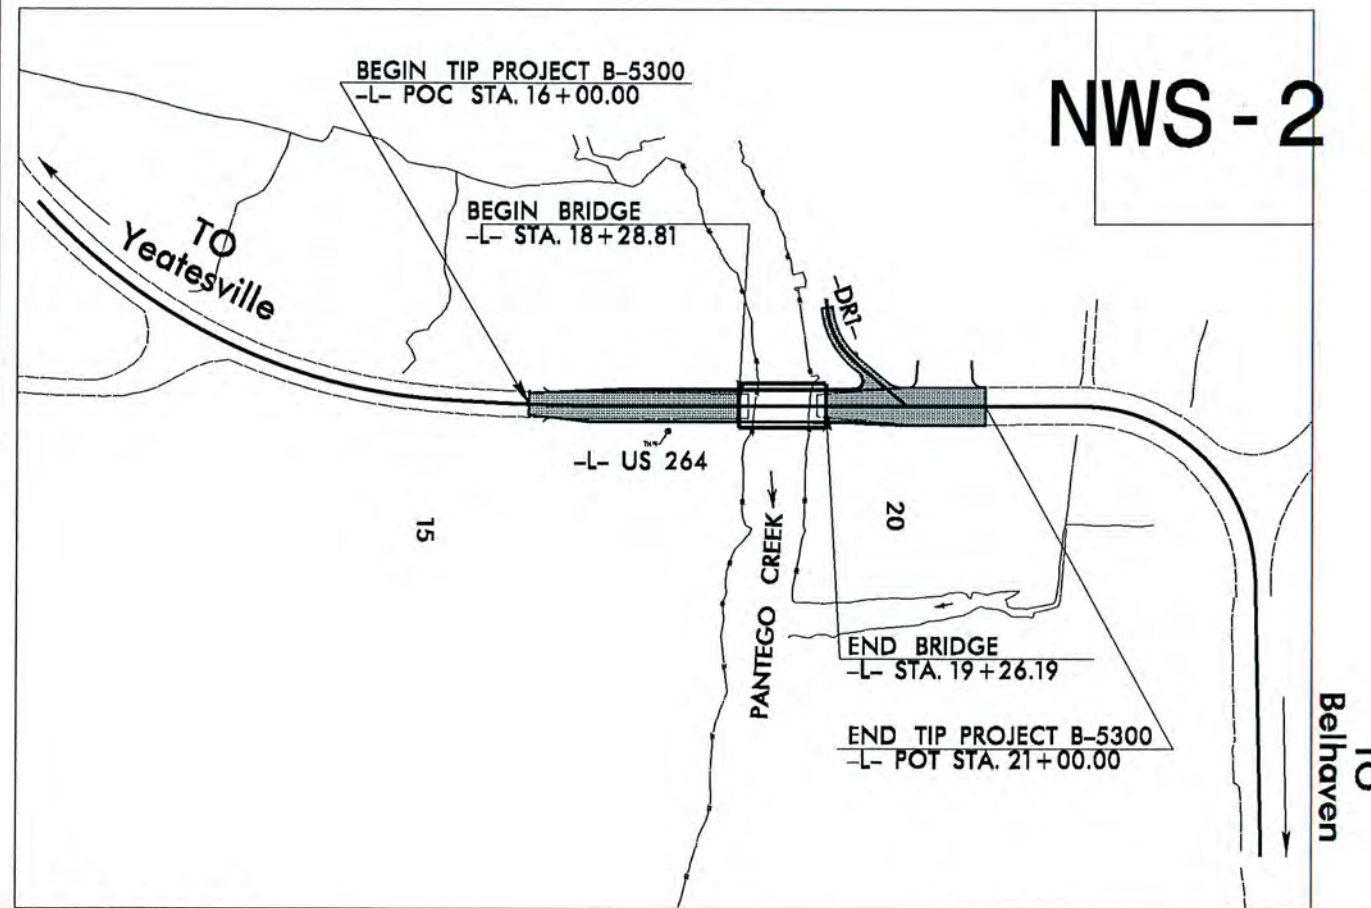 BEGIN TIP PROJECT B-5300
-L- POC STA. 16+00.00
NWS - 2
BEGIN BRIDGE
-L- STA. 18+28.81
TO
Yeatesville
-DR1-
-L- US 264
15
20
PANTEGO CREEK
END BRIDGE
-L- STA. 19+26.19
END TIP PROJECT B-5300
-L- POT STA. 21+00.00
TO
Belhaven